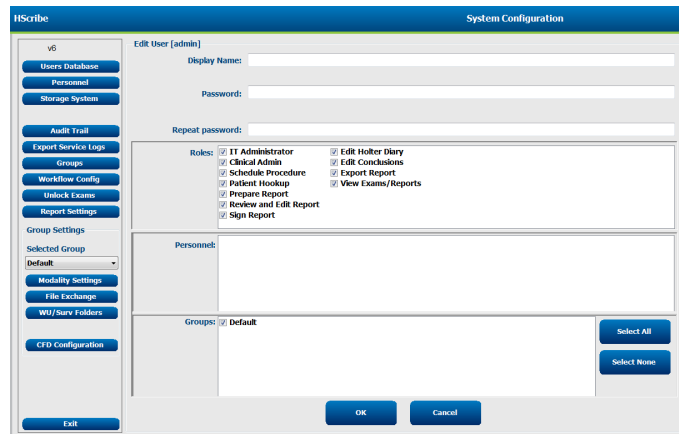 HScribe
System Configuration
v6
Users Database
Personnel
Storage System
Audit Trail
Export Service Logs
Groups
Workflow Config
Unlock Exams
Report Settings
Group Settings
Selected Group
Default
Modality Settings
File Exchange
WU/Surv Folders
CFD Configuration
Exit
Edit User [admin]
Display Name:
Password:
Repeat password:
Roles:
IT Administrator
Clinical Admin
Schedule Procedure
Patient Hookup
Prepare Report
Review and Edit Report
Sign Report
Edit Holter Diary
Edit Conclusions
Export Report
View Exams/Reports
Personnel:
Groups:
Default
Select All
Select None
OK
Cancel